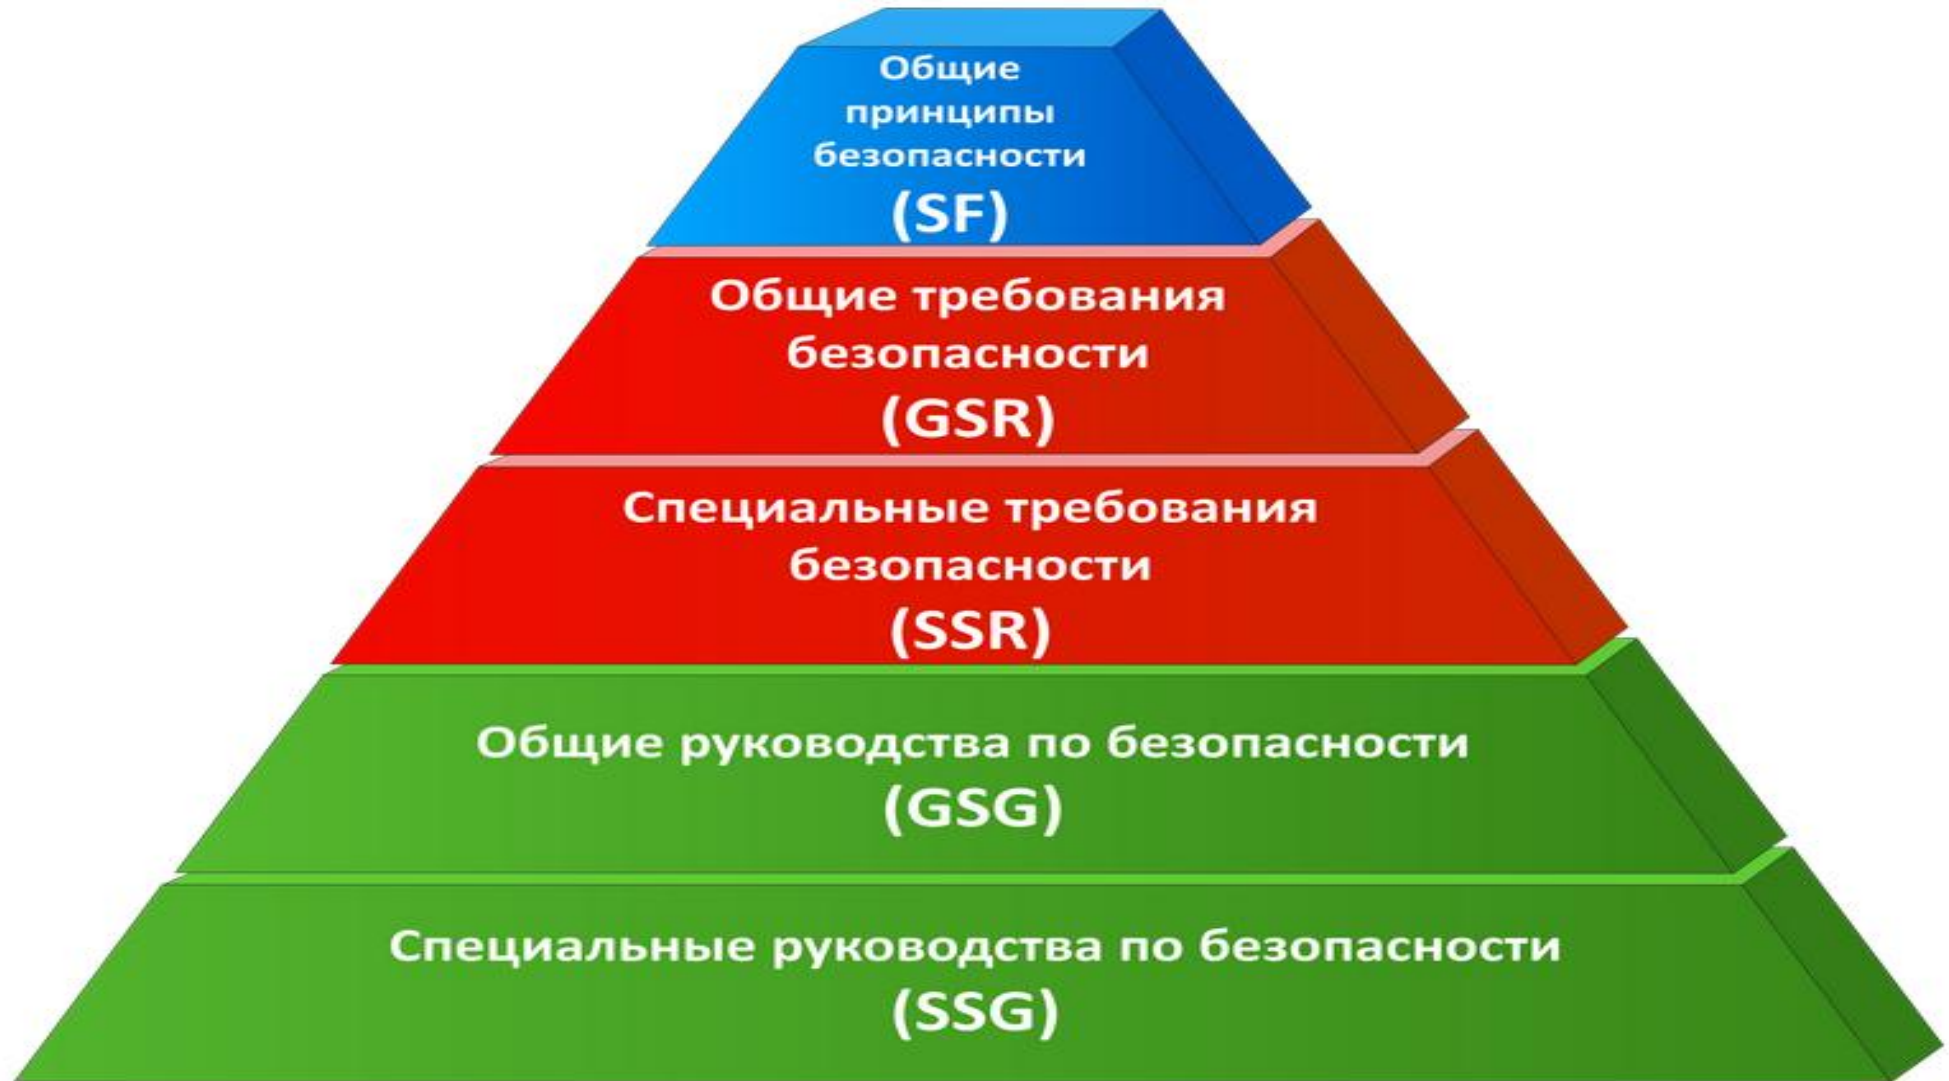 Общие
принципы
безопасности
(SF)
Общие требования
безопасности
(GSR)
Специальные требования
безопасности
(SSR)
Общие руководства по безопасности
(GSG)
Специальные руководства по безопасности
(SSG)